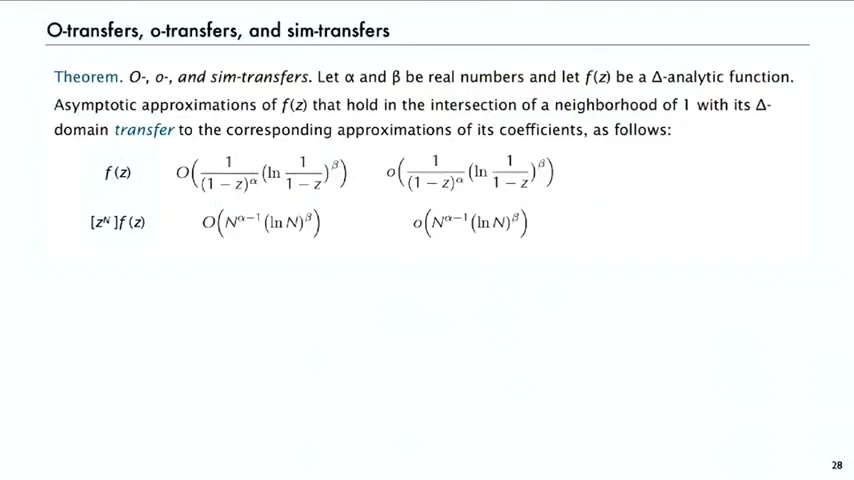 O-transfers, o-transfers, and sim-transfers
Theorem. O-, o-, and sim-transfers. Let α and β be real numbers and let f(z) be a Δ-analytic function.
Asymptotic approximations of f(z) that hold in the intersection of a neighborhood of 1 with its Δ-
domain transfer to the corresponding approximations of its coefficients, as follows:
f (z) O(1/(1 − z)^α (ln 1/(1 − z))^β) o(1/(1 − z)^α (ln 1/(1 − z))^β)
[z^N ]f (z) O(N^{α−1} (ln N)^β) o(N^{α−1} (ln N)^β)
28